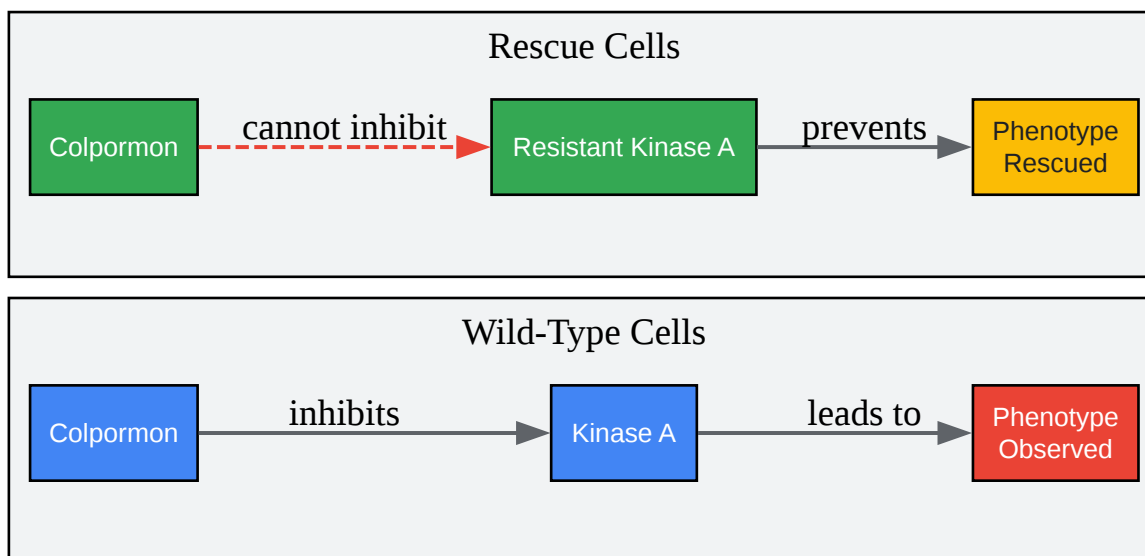 Rescue Cells
Colpormon
cannot inhibit
Resistant Kinase A
prevents
Phenotype
Rescued
Wild-Type Cells
Colpormon
inhibits
Kinase A
leads to
Phenotype
Observed